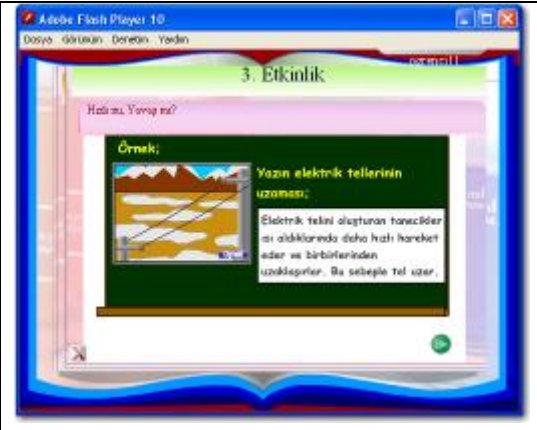 Adobe Flash Player 10
Dosya Görünüm Denetim Yardım
3. Etkinlik
Hızlı mı, Yavaş mı?
Örnek;
Yazın elektrik tellerinin
uzaması;
Elektrik telini oluşturan tanecikler
ısı aldıklarında daha hızlı hareket
eder ve birbirlerinden
uzaklaşırlar. Bu sebeple tel uzar.